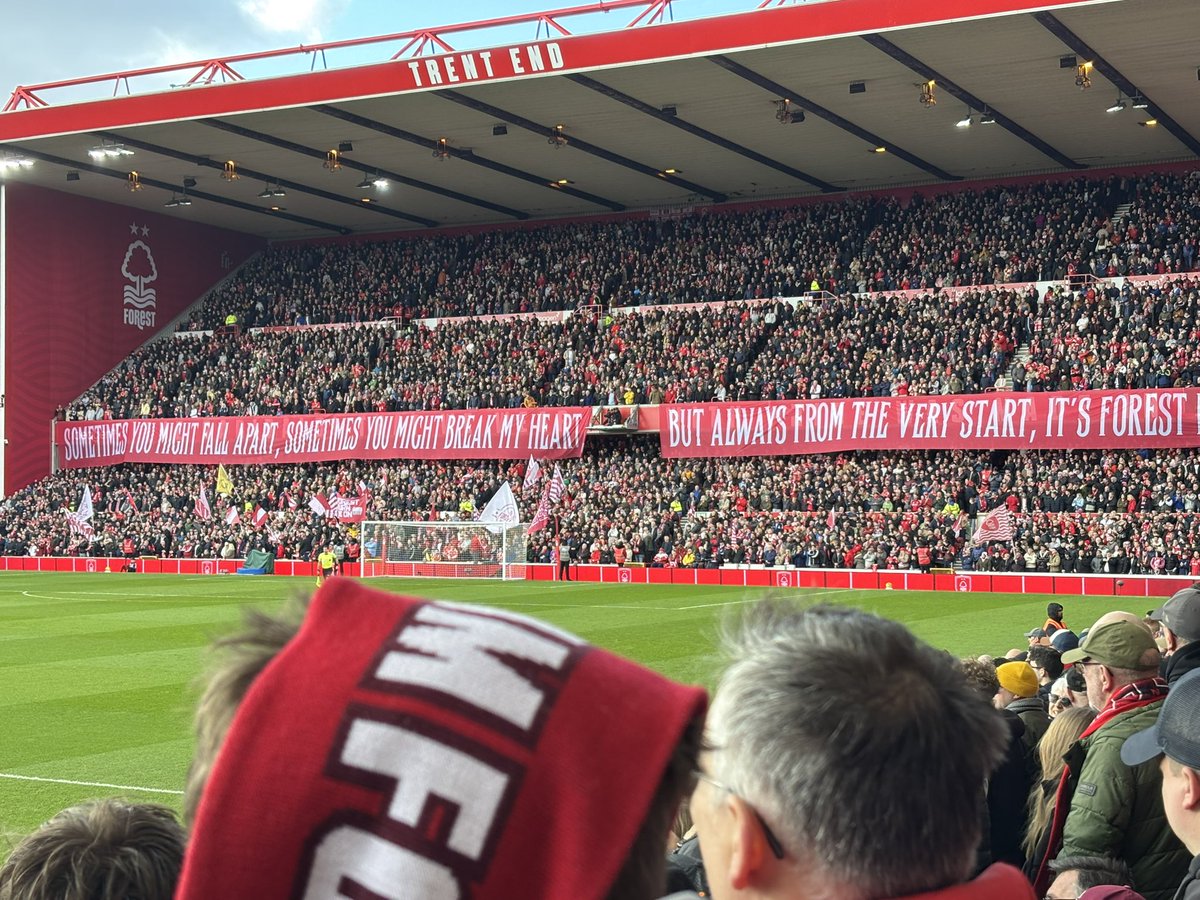 TRENT END
FOREST
SOMETIMES YOU MIGHT FALL APART, SOMETIMES YOU MIGHT BREAK MY HEART
BUT ALWAYS FROM THE VERY START, IT'S FOREST